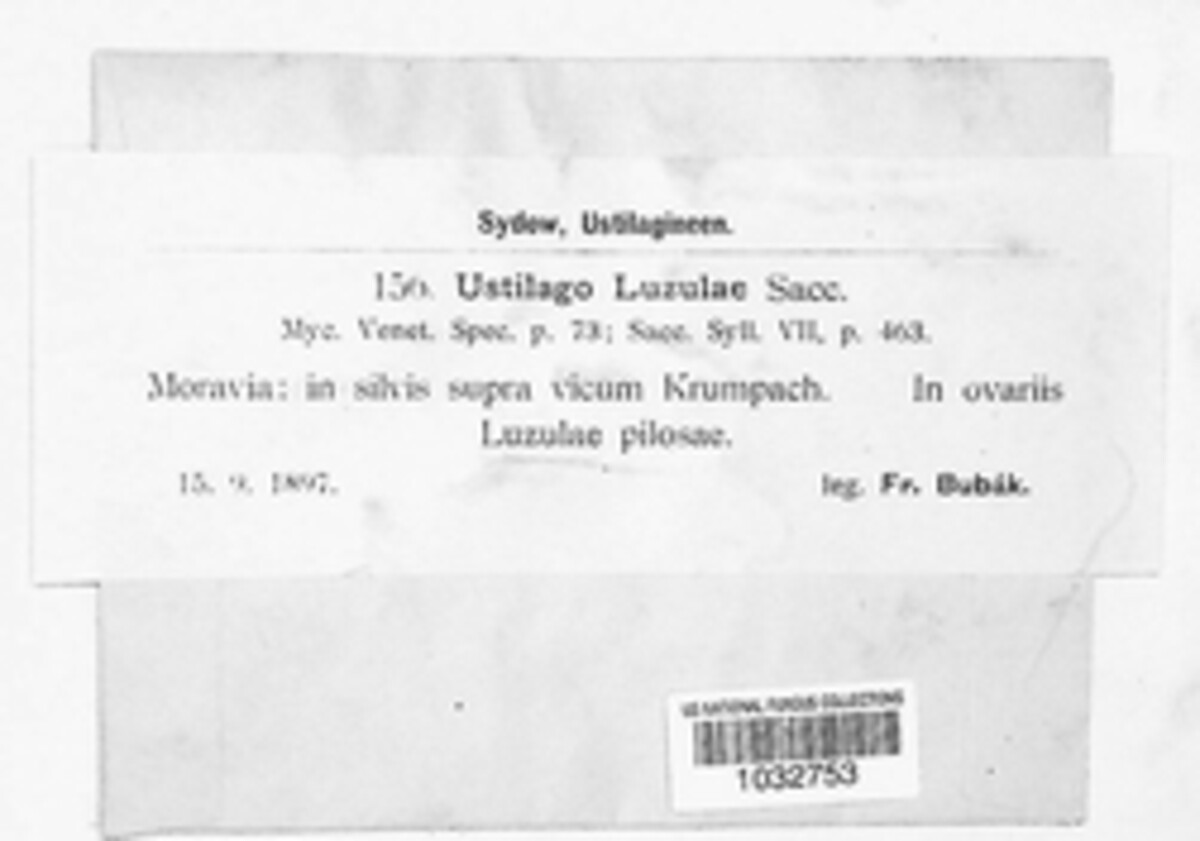 Sydow, Ustilagineen.
156. Ustilago Luzulae Sacc.
Myc. Venet. Spec. p. 73; Sacc. Syll. VII, p. 463.
Moravia: in silvis supra vicum Krumpach. In ovariis
Luzulae pilosae.
15. 9. 1897. leg. Fr. Bubák.
US NATIONAL FUNGUS COLLECTIONS
1032753